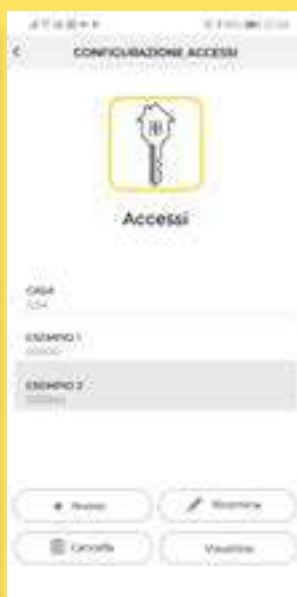 CONFIGURAZIONE ACCESSI
Accessi
CASA
ESEMPIO 1
ESEMPIO 2
+ Nuovo
Rinomina
Cancella
Visualizza